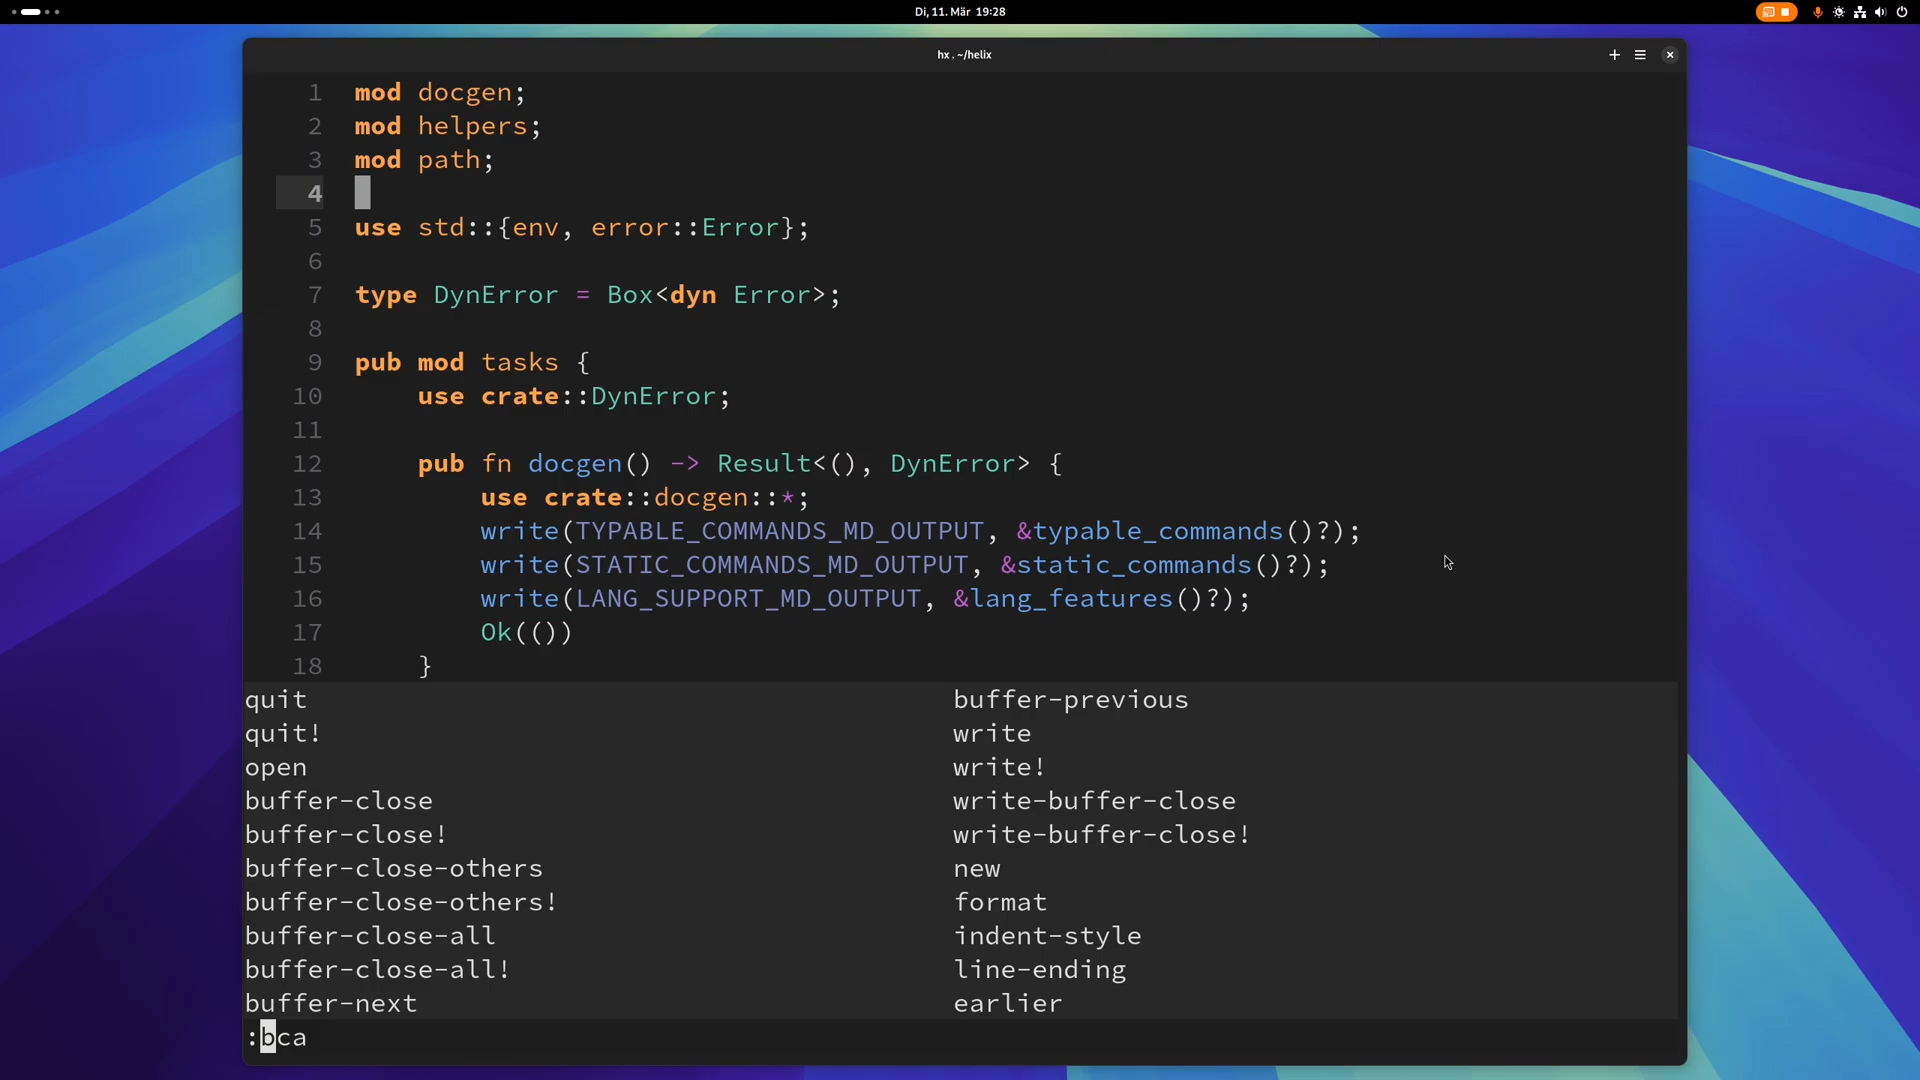 Di, 11. Mär 19:28
hx . ~/helix
1 mod docgen;
2 mod helpers;
3 mod path;
4
5 use std::{env, error::Error};
6
7 type DynError = Box<dyn Error>;
8
9 pub mod tasks {
10     use crate::DynError;
11
12     pub fn docgen() -> Result<(), DynError> {
13         use crate::docgen::*;
14         write(TYPABLE_COMMANDS_MD_OUTPUT, &typable_commands()?);
15         write(STATIC_COMMANDS_MD_OUTPUT, &static_commands()?);
16         write(LANG_SUPPORT_MD_OUTPUT, &lang_features()?);
17         Ok(())
18     }
quit
quit!
open
buffer-close
buffer-close!
buffer-close-others
buffer-close-others!
buffer-close-all
buffer-close-all!
buffer-next
buffer-previous
write
write!
write-buffer-close
write-buffer-close!
new
format
indent-style
line-ending
earlier
:bca